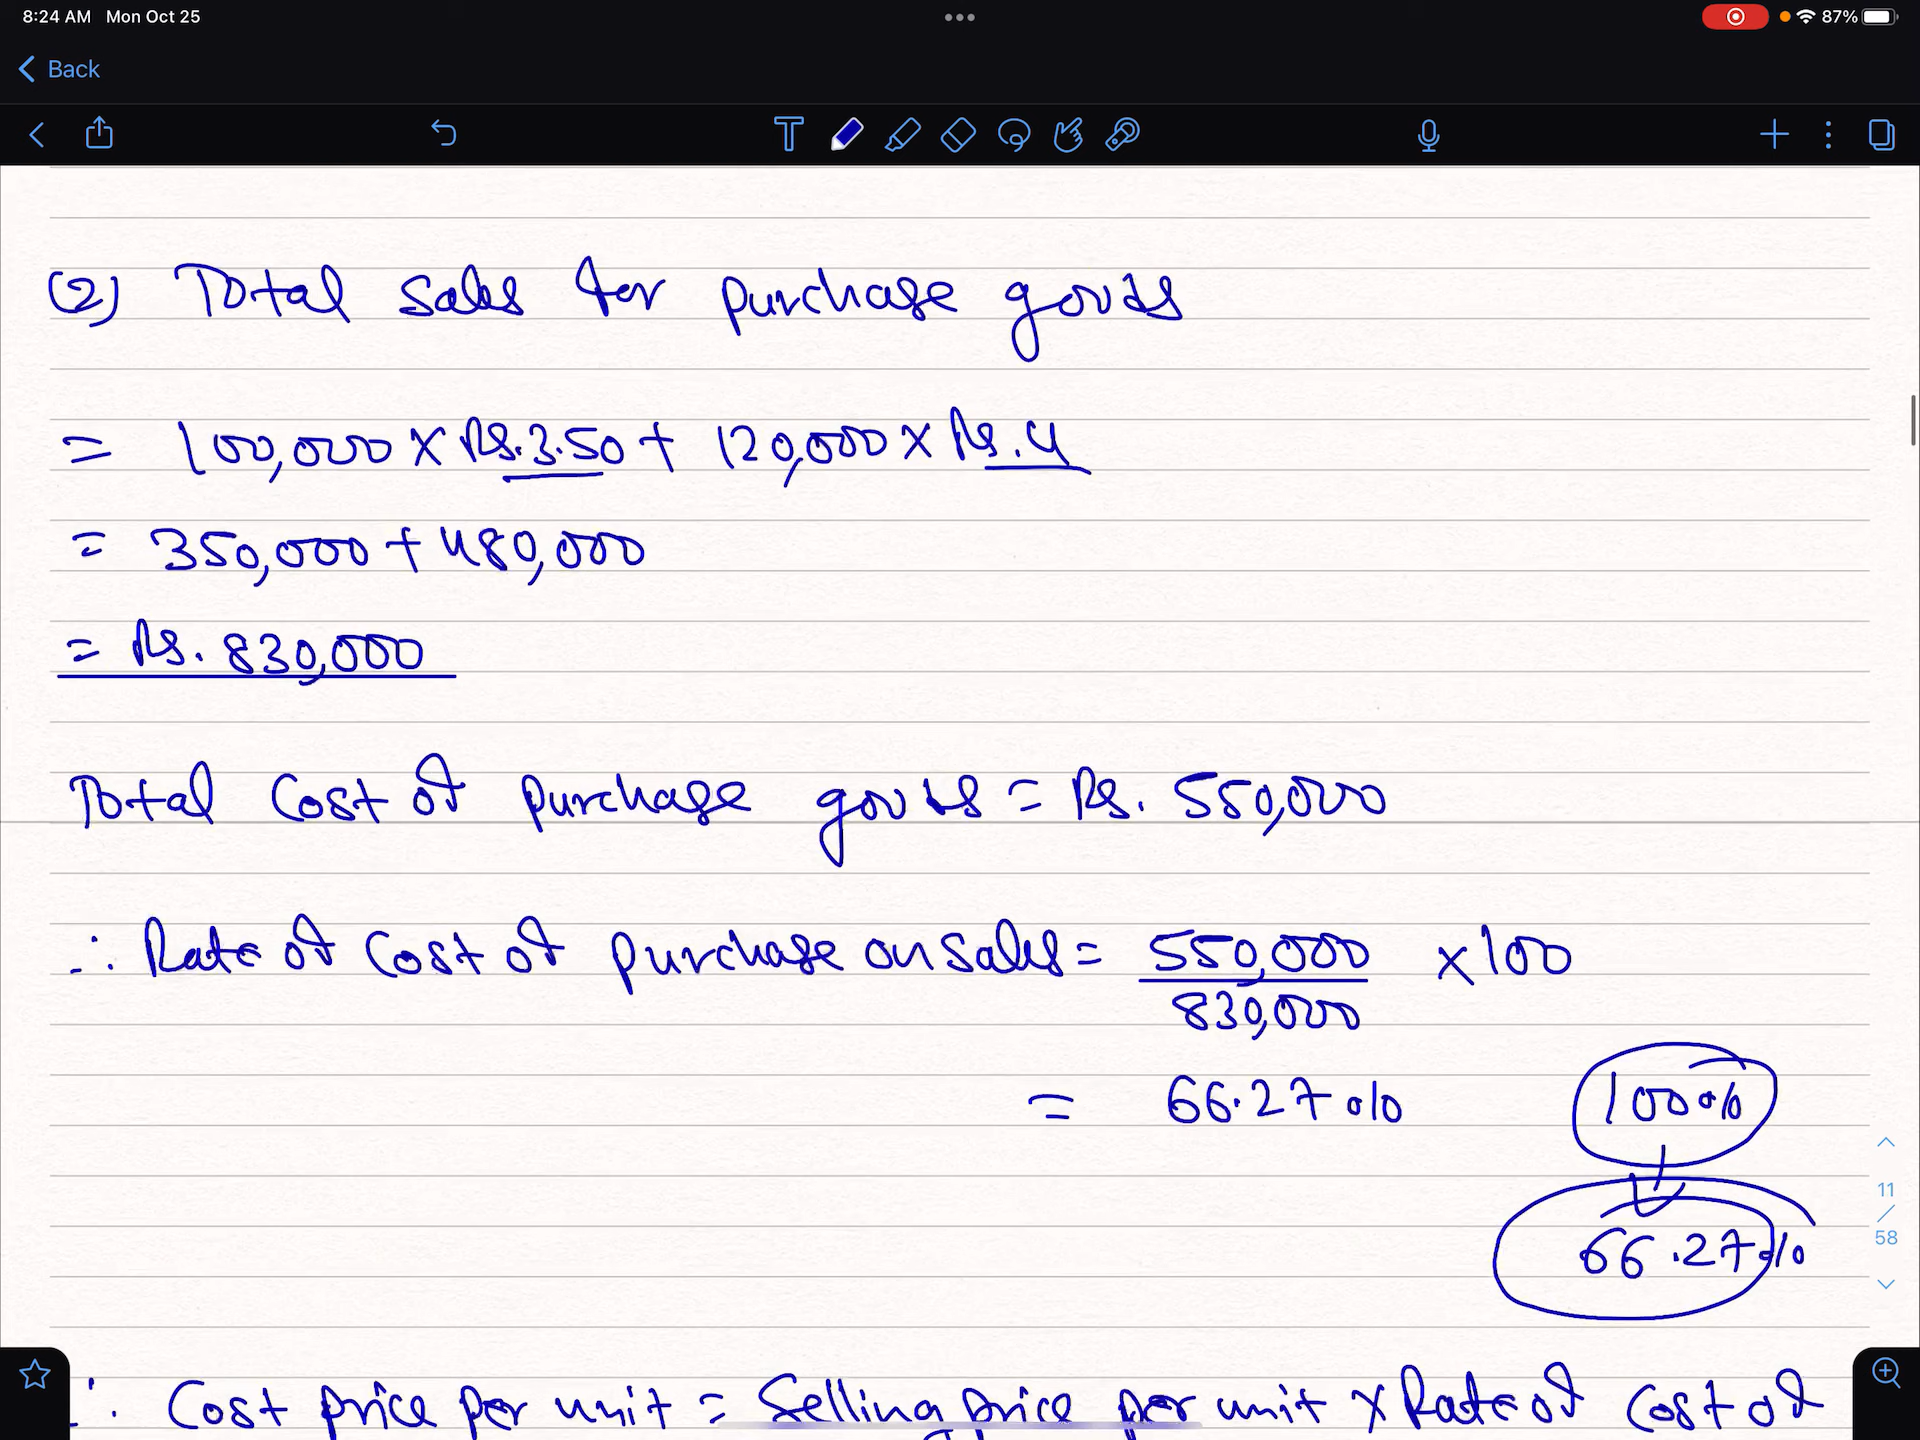 8:24 AM Mon Oct 25
87%
Back
(2) Total sales for purchase goods
= 100,000 × Rs.3.50 + 120,000 × Rs.4
= 350,000 + 480,000
= Rs. 830,000
Total Cost of purchase goods = Rs. 550,000
∴ Rate of Cost of purchase on sales = 550,000 × 100
830,000
= 66.27%
100%
66.27%
11
/
58
∴ Cost price per unit = Selling price per unit × Rate of Cost of